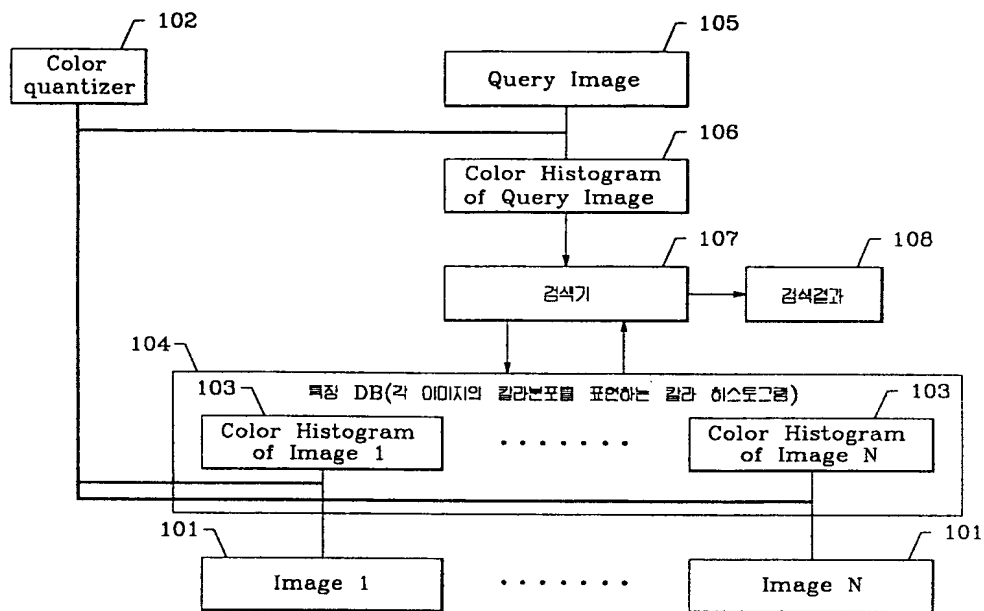 102
Color
quantizer
105
Query Image
106
Color Histogram
of Query Image
107
검색기
108
검색결과
104
특징 DB(각 이미지의 칼라분포를 표현하는 칼라 히스토그램)
103
Color Histogram
of Image 1
. . . . . . .
103
Color Histogram
of Image N
101
Image 1
. . . . . . .
101
Image N